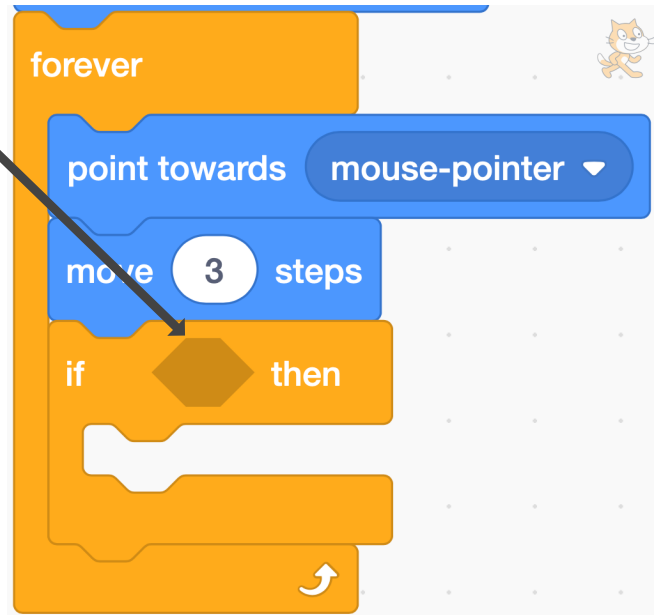 forever
point towards mouse-pointer
move 3 steps
if then